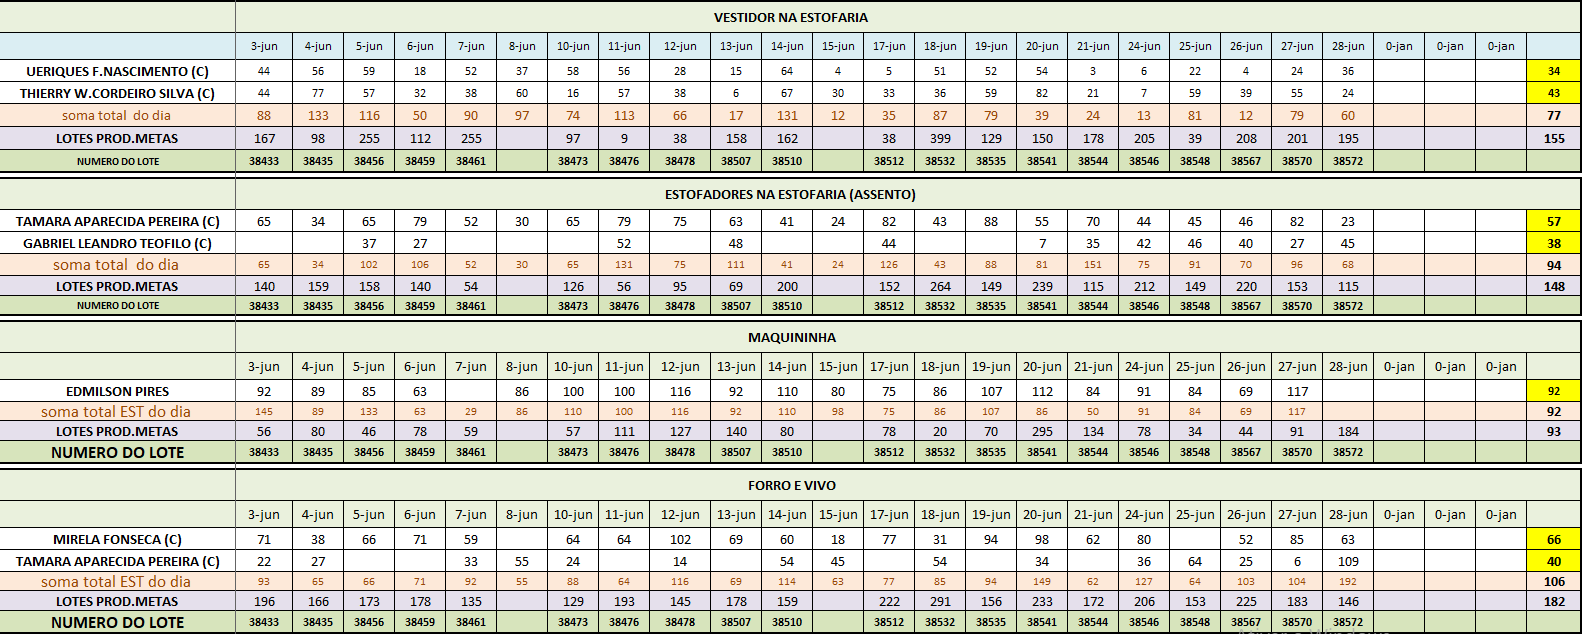 VESTIDOR NA ESTOFARIA
3-jun 4-jun 5-jun 6-jun 7-jun 8-jun 10-jun 11-jun 12-jun 13-jun 14-jun 15-jun 17-jun 18-jun 19-jun 20-jun 21-jun 24-jun 25-jun 26-jun 27-jun 28-jun 0-jan 0-jan 0-jan
UERIQUES F.NASCIMENTO (C) 44 56 59 18 52 37 58 56 28 15 64 4 5 51 52 54 3 6 22 4 24 36 34
THIERRY W.CORDEIRO SILVA (C) 44 77 57 32 38 60 16 57 38 6 67 30 33 36 59 82 21 7 59 39 55 24 43
soma total do dia 88 133 116 50 90 97 74 113 66 17 131 12 35 87 79 39 24 13 81 12 79 60 77
LOTES PROD.METAS 167 98 255 112 255 97 9 38 158 162 38 399 129 150 178 205 39 208 201 195 155
NUMERO DO LOTE 38433 38435 38456 38459 38461 38473 38476 38478 38507 38510 38512 38532 38535 38541 38544 38546 38548 38567 38570 38572
ESTOFADORES NA ESTOFARIA (ASSENTO)
TAMARA APARECIDA PEREIRA (C) 65 34 65 79 52 30 65 79 75 63 41 24 82 43 88 55 70 44 45 46 82 23 57
GABRIEL LEANDRO TEOFILO (C) 37 27 52 48 44 7 35 42 46 40 27 45 38
soma total do dia 65 34 102 106 52 30 65 131 75 111 41 24 126 43 88 81 151 75 91 70 96 68 94
LOTES PROD.METAS 140 159 158 140 54 126 56 95 69 200 152 264 149 239 115 212 149 220 153 115 148
NUMERO DO LOTE 38433 38435 38456 38459 38461 38473 38476 38478 38507 38510 38512 38532 38535 38541 38544 38546 38548 38567 38570 38572
MAQUININHA
3-jun 4-jun 5-jun 6-jun 7-jun 8-jun 10-jun 11-jun 12-jun 13-jun 14-jun 15-jun 17-jun 18-jun 19-jun 20-jun 21-jun 24-jun 25-jun 26-jun 27-jun 28-jun 0-jan 0-jan 0-jan
EDMILSON PIRES 92 89 85 63 86 100 100 116 92 110 80 75 86 107 112 84 91 84 69 117 92
soma total EST do dia 145 89 133 63 29 86 110 100 116 92 110 98 75 86 107 86 50 91 84 69 117 92
LOTES PROD.METAS 56 80 46 78 59 57 111 127 140 80 78 20 70 295 134 78 34 44 91 184 93
NUMERO DO LOTE 38433 38435 38456 38459 38461 38473 38476 38478 38507 38510 38512 38532 38535 38541 38544 38546 38548 38567 38570 38572
FORRO E VIVO
3-jun 4-jun 5-jun 6-jun 7-jun 8-jun 10-jun 11-jun 12-jun 13-jun 14-jun 15-jun 17-jun 18-jun 19-jun 20-jun 21-jun 24-jun 25-jun 26-jun 27-jun 28-jun 0-jan 0-jan 0-jan
MIRELA FONSECA (C) 71 38 66 71 59 64 64 102 69 60 18 77 31 94 98 62 80 52 85 63 66
TAMARA APARECIDA PEREIRA (C) 22 27 33 55 24 14 54 45 54 34 36 64 25 6 109 40
soma total EST do dia 93 65 66 71 92 55 88 64 116 69 114 63 77 85 94 149 62 127 64 103 104 192 106
LOTES PROD.METAS 196 166 173 178 135 129 193 145 178 159 222 291 156 233 172 206 153 225 183 146 182
NUMERO DO LOTE 38433 38435 38456 38459 38461 38473 38476 38478 38507 38510 38512 38532 38535 38541 38544 38546 38548 38567 38570 38572